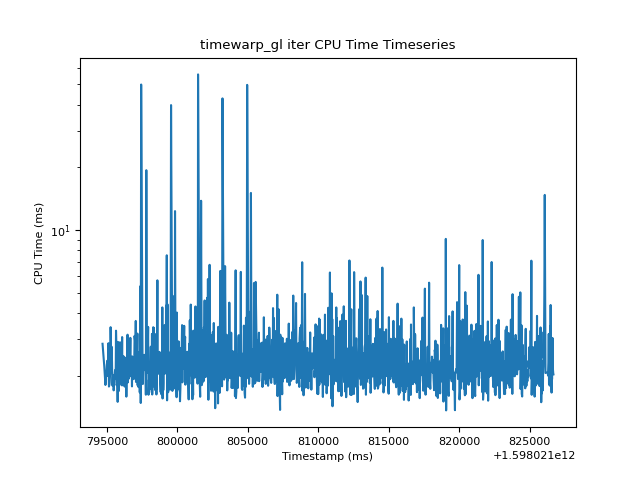 timewarp_gl iter CPU Time Timeseries
CPU Time (ms)
10¹
795000 800000 805000 810000 815000 820000 825000
Timestamp (ms)
+1.598021e12